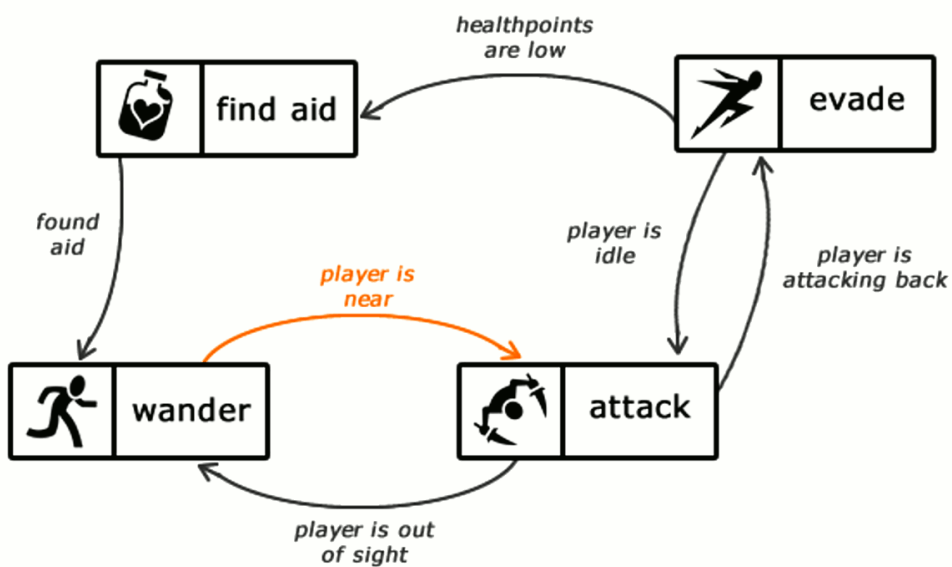 healthpoints
are low
find aid
evade
found
aid
player is
idle
player is
attacking back
player is
near
wander
attack
player is out
of sight